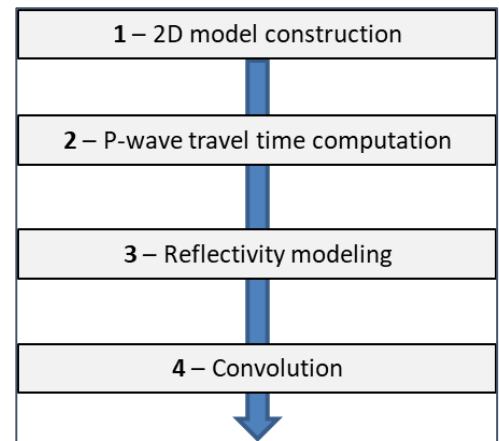 1 – 2D model construction
2 – P-wave travel time computation
3 – Reflectivity modeling
4 – Convolution